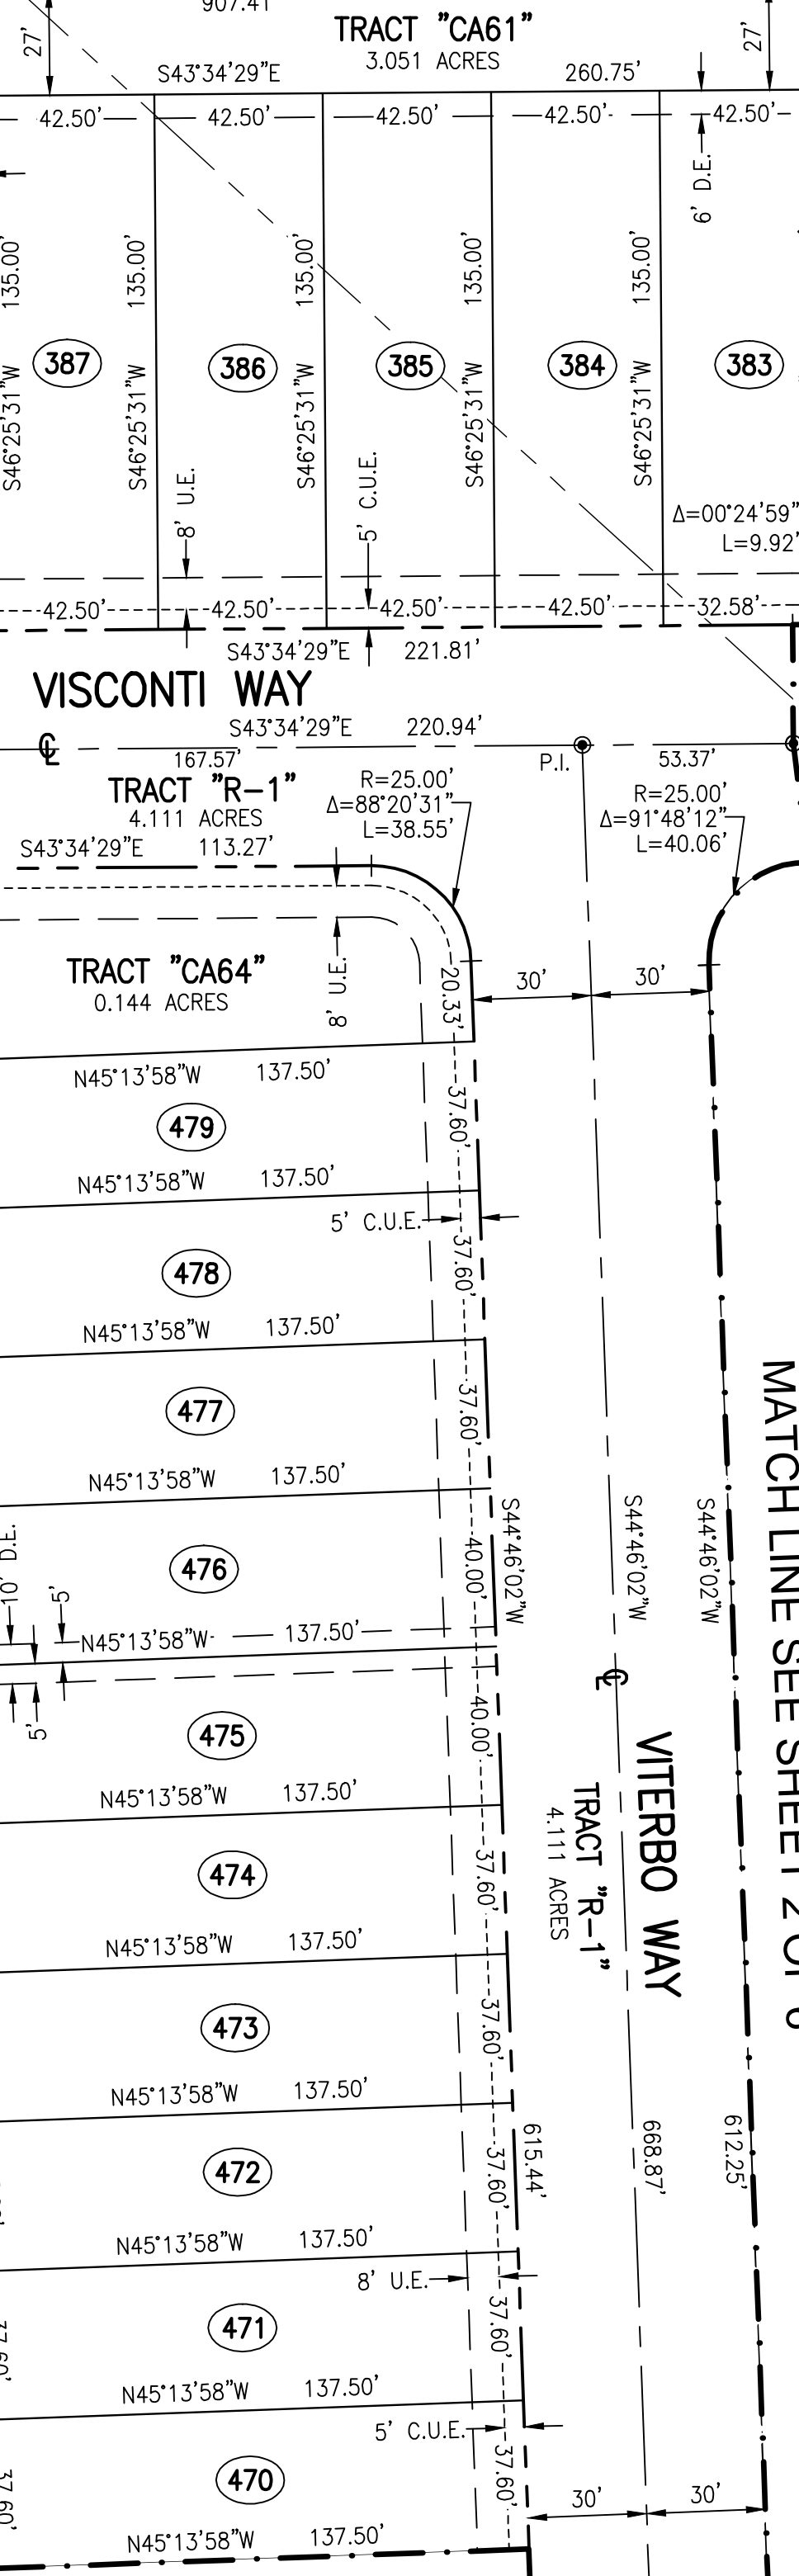 907.41
TRACT "CA61"
3.051 ACRES
27'
27'
S43°34'29"E 260.75'
42.50' 42.50' 42.50' 42.50' 42.50'
6' D.E.
135.00' 135.00' 135.00' 135.00' 135.00'
387 386 385 384 383
S46°25'31"W S46°25'31"W S46°25'31"W S46°25'31"W S46°25'31"W
8' U.E.
5' C.U.E.
Δ=00°24'59"
L=9.92'
42.50' 42.50' 42.50' 42.50' 32.58'
S43°34'29"E 221.81'
VISCONTI WAY
S43°34'29"E 220.94'
℄
167.57' P.I. 53.37'
TRACT "R-1"
4.111 ACRES
R=25.00'
Δ=88°20'31"
L=38.55'
R=25.00'
Δ=91°48'12"
L=40.06'
S43°34'29"E 113.27'
TRACT "CA64"
0.144 ACRES
8' U.E.
20.33'
30' 30'
N45°13'58"W 137.50'
37.60'
479
N45°13'58"W 137.50'
5' C.U.E.
37.60'
478
N45°13'58"W 137.50'
37.60'
477
N45°13'58"W 137.50'
S44°46'02"W
S44°46'02"W
S44°46'02"W
MATCH LINE SEE SHEET 2 OF
476
40.00'
10' D.E.
5'
N45°13'58"W 137.50'
5'
℄
475
40.00'
N45°13'58"W 137.50'
VITERBO WAY
TRACT "R-1"
4.111 ACRES
474
37.60'
N45°13'58"W 137.50'
473
37.60'
N45°13'58"W 137.50'
615.44'
668.87'
612.25'
472
37.60'
N45°13'58"W 137.50'
8' U.E.
471
37.60'
37.60'
N45°13'58"W 137.50'
5' C.U.E.
470
37.60'
37.60'
30' 30'
N45°13'58"W 137.50'